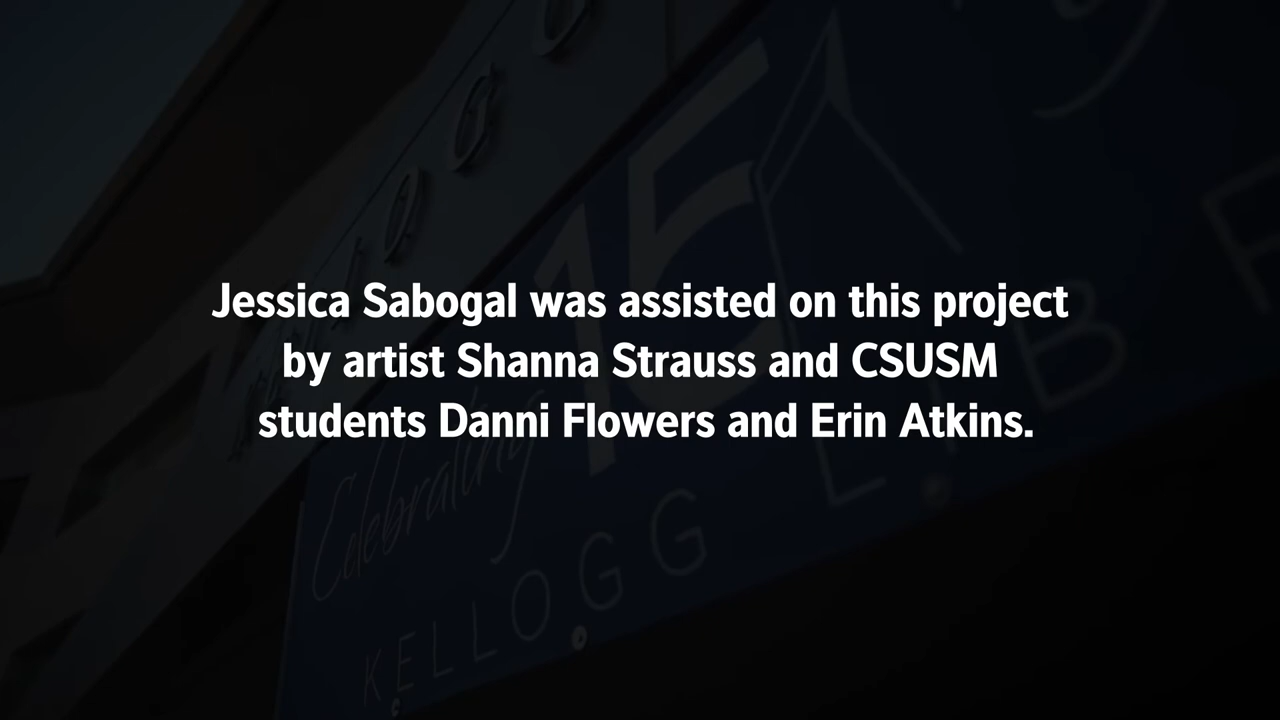 Jessica Sabogal was assisted on this project
by artist Shanna Strauss and CSUSM
students Danni Flowers and Erin Atkins.
15
Celebrating
KELLOGG LIB